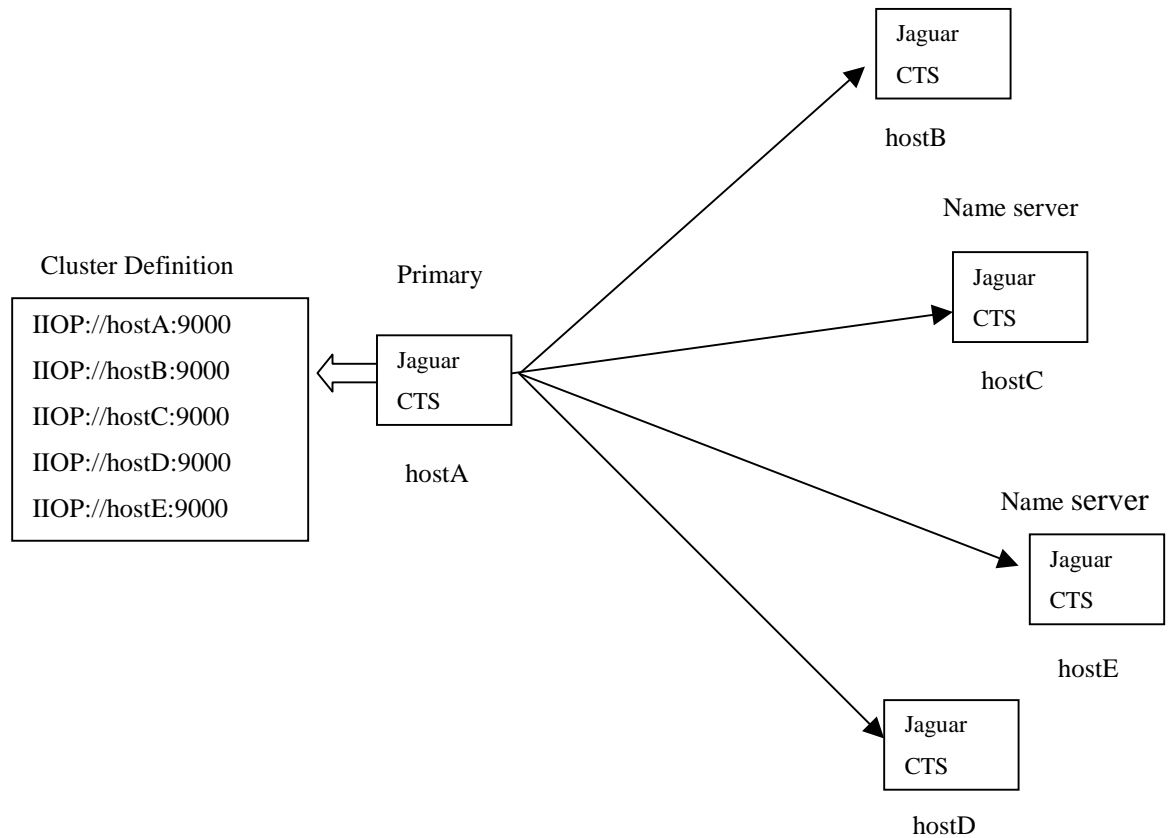 Jaguar
CTS
hostB
Name server
Jaguar
CTS
hostC
Cluster Definition
IIOP://hostA:9000
IIOP://hostB:9000
IIOP://hostC:9000
IIOP://hostD:9000
IIOP://hostE:9000
Primary
Jaguar
CTS
hostA
Name server
Jaguar
CTS
hostE
Jaguar
CTS
hostD